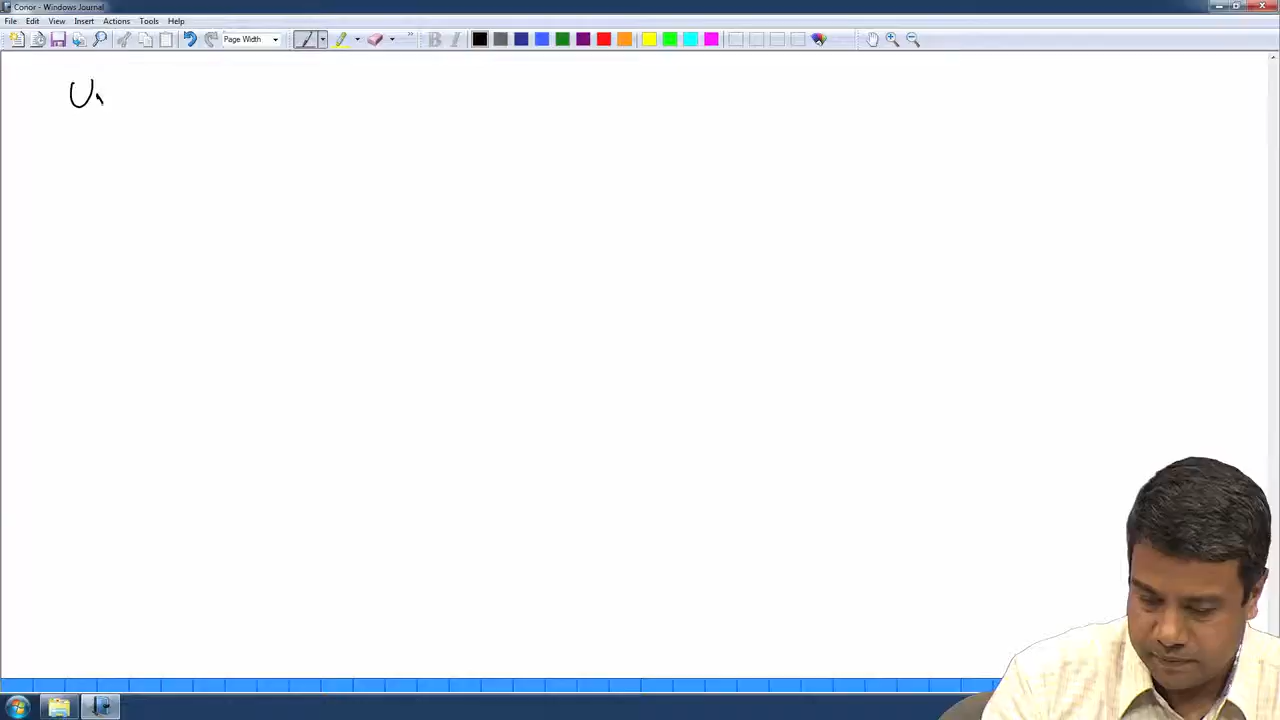 Conor - Windows Journal
File Edit View Insert Actions Tools Help
Page Width B I
U